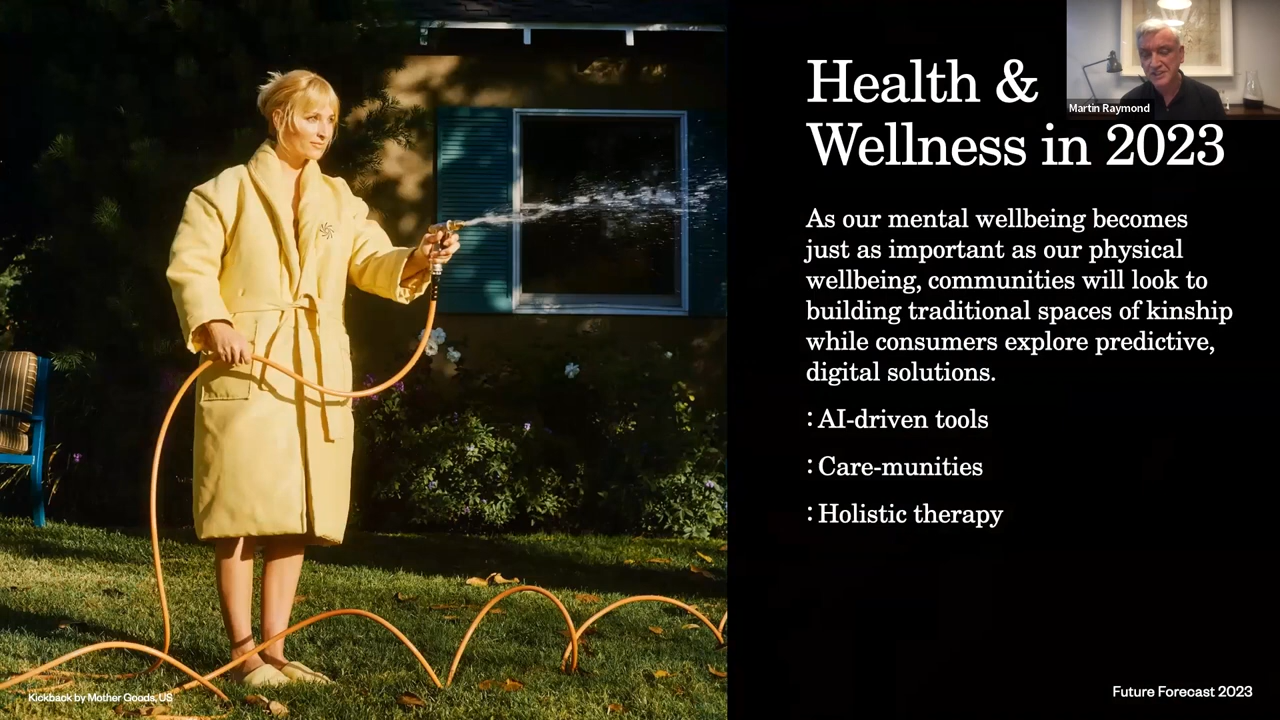 Health &
Wellness in 2023
Martin Raymond
As our mental wellbeing becomes
just as important as our physical
wellbeing, communities will look to
building traditional spaces of kinship
while consumers explore predictive,
digital solutions.
: AI-driven tools
: Care-munities
: Holistic therapy
Kickback by Mother Goods, US
Future Forecast 2023